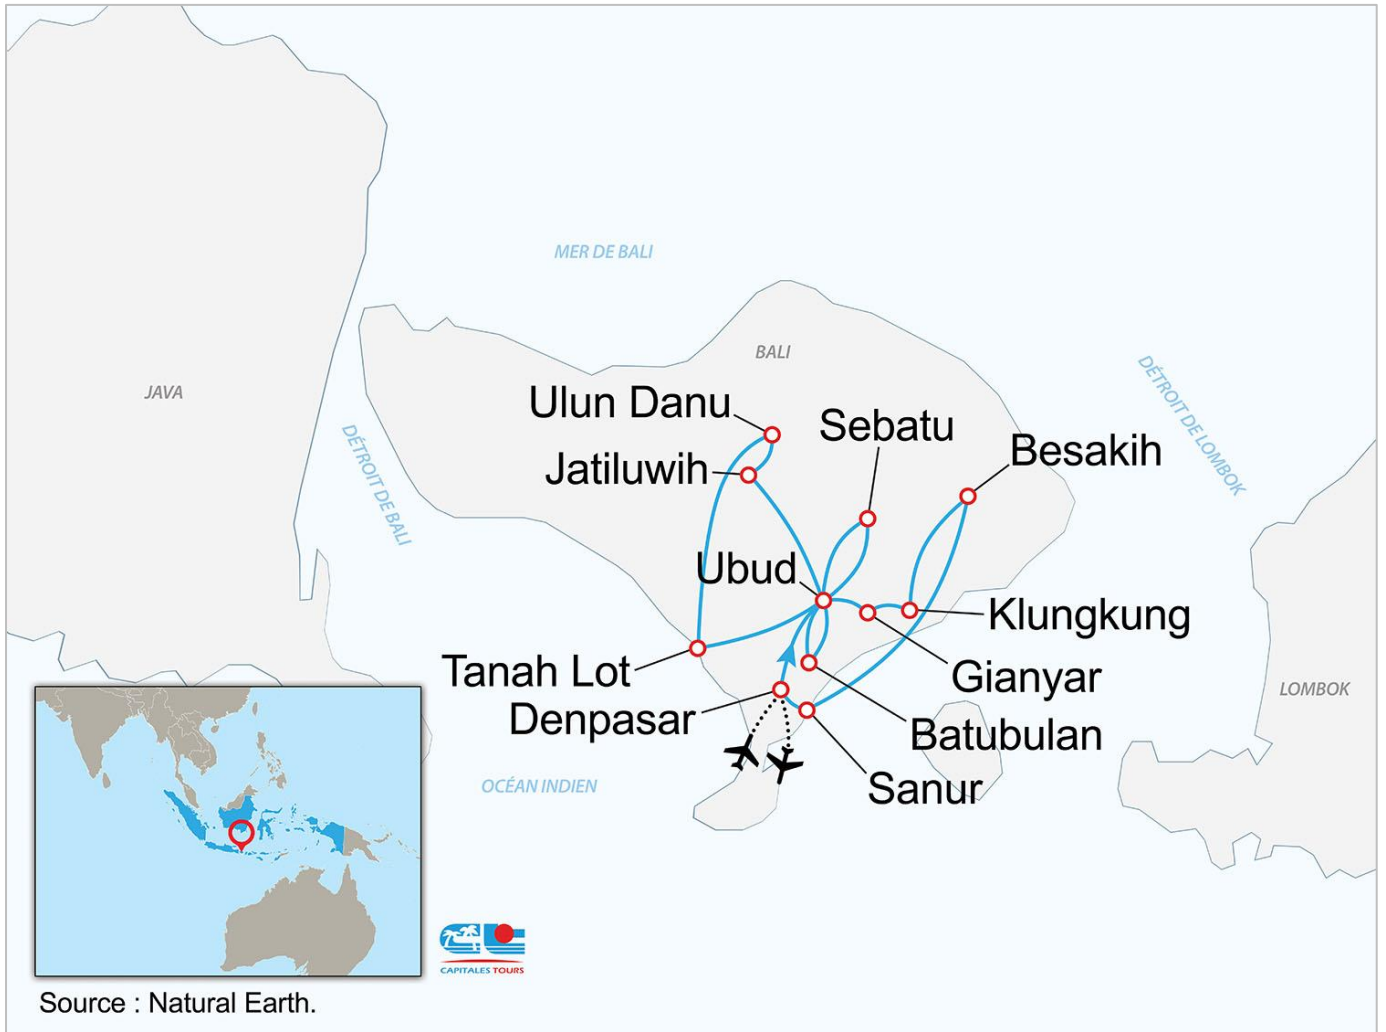 MER DE BALI
BALI
JAVA
DÉTROIT DE BALI
DÉTROIT DE LOMBOK
Ulun Danu
Sebatu
Besakih
Jatiluwih
Ubud
Klungkung
Tanah Lot
Gianyar
Denpasar
Batubulan
Sanur
LOMBOK
OCÉAN INDIEN
CAPITALES TOURS
Source : Natural Earth.